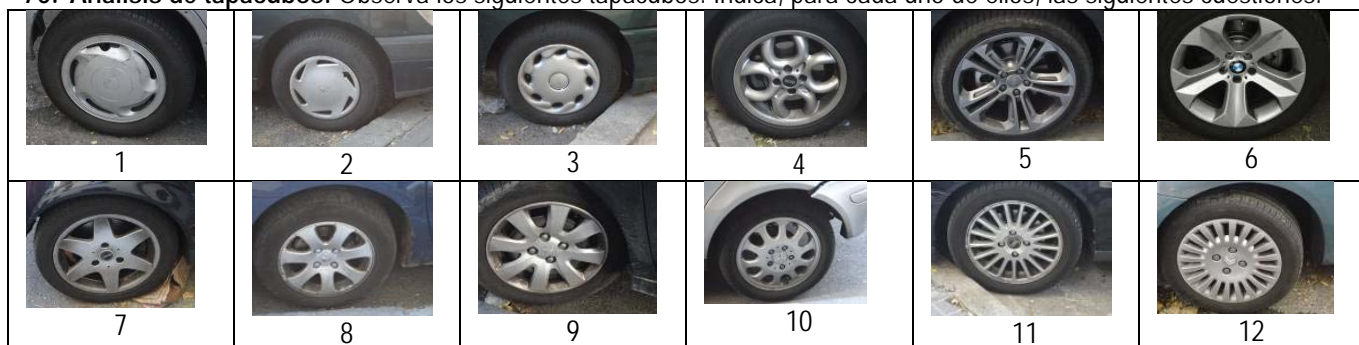 Análisis de tapacubos. Observa los siguientes tapacubos. Indica, para cada uno de ellos, las siguientes cuestiones:
1 2 3 4 5 6
7 8 9 10 11 12